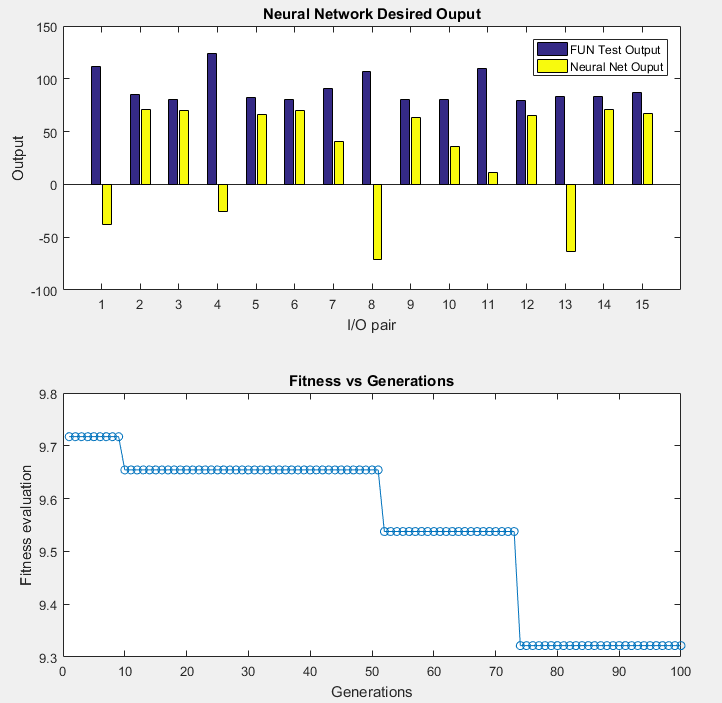 Neural Network Desired Ouput
FUN Test Output
Neural Net Ouput
Output
150
100
50
0
-50
-100
1 2 3 4 5 6 7 8 9 10 11 12 13 14 15
I/O pair
Fitness vs Generations
Fitness evaluation
9.8
9.7
9.6
9.5
9.4
9.3
0 10 20 30 40 50 60 70 80 90 100
Generations